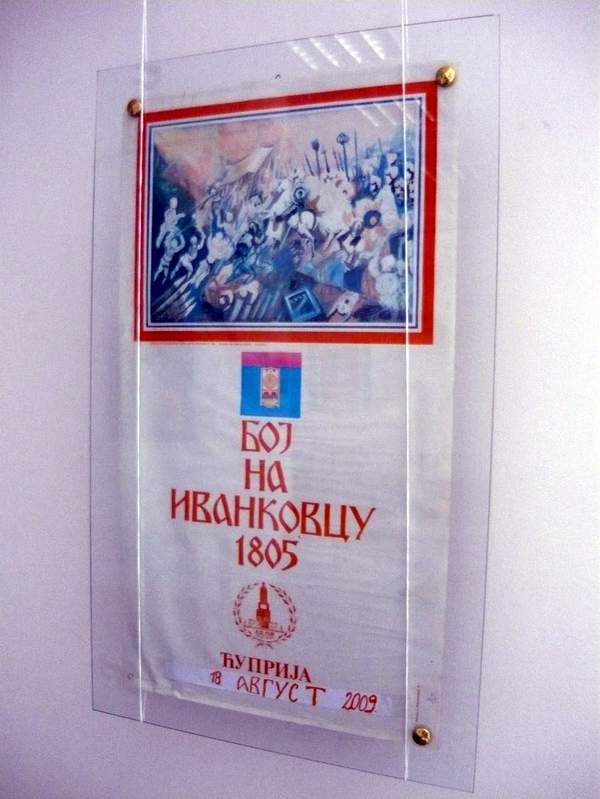 БОЈ
НА
ИВАНКОВЦУ
1805
ЋУПРИЈА
18. АВГУСТ 2009.